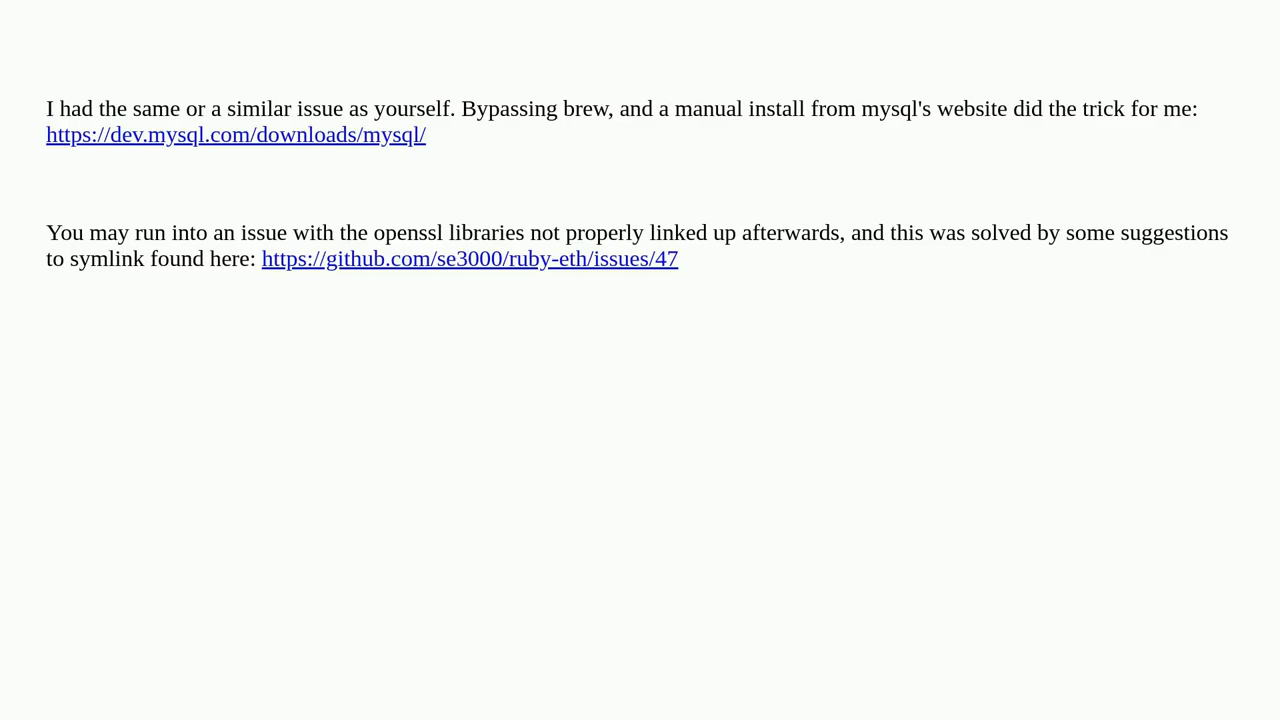 I had the same or a similar issue as yourself. Bypassing brew, and a manual install from mysql's website did the trick for me:
https://dev.mysql.com/downloads/mysql/
You may run into an issue with the openssl libraries not properly linked up afterwards, and this was solved by some suggestions
to symlink found here: https://github.com/se3000/ruby-eth/issues/47